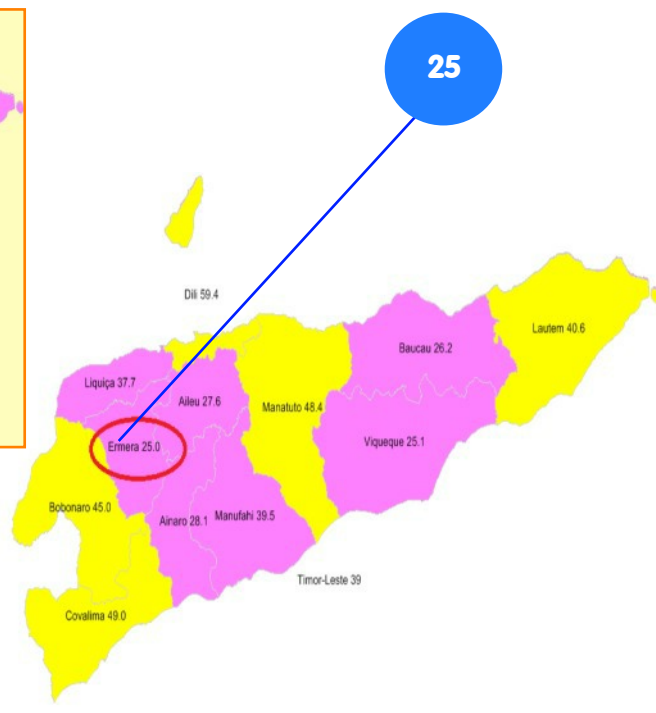 25
Dili 59.4
Lautem 40.6
Baucau 26.2
Liquiça 37.7
Aileu 27.6
Manatuto 48.4
Ermera 25.0
Viqueque 25.1
Bobonaro 45.0
Ainaro 28.1
Manufahi 39.5
Timor-Leste 39
Covalima 49.0